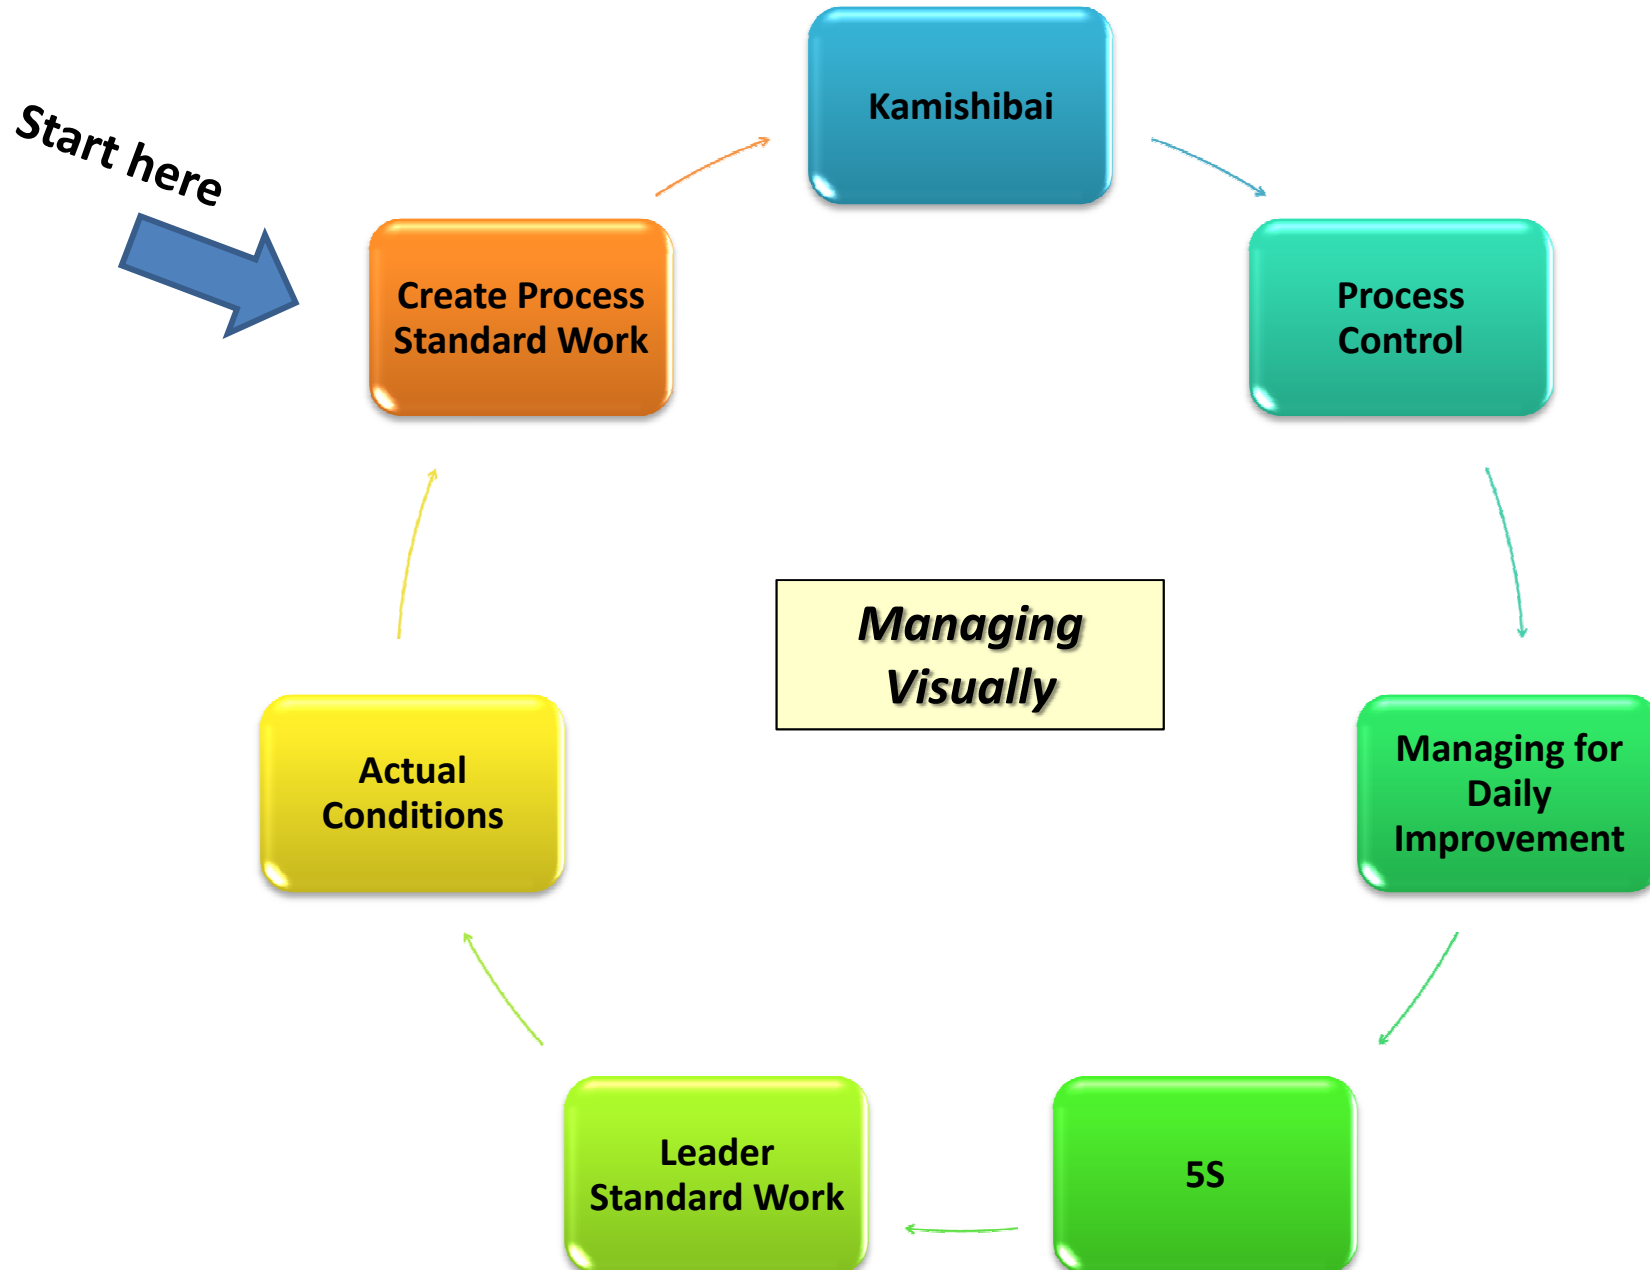 Start here
Create Process
Standard Work
Kamishibai
Process
Control
Managing for
Daily
Improvement
5S
Leader
Standard Work
Actual
Conditions
Managing
Visually